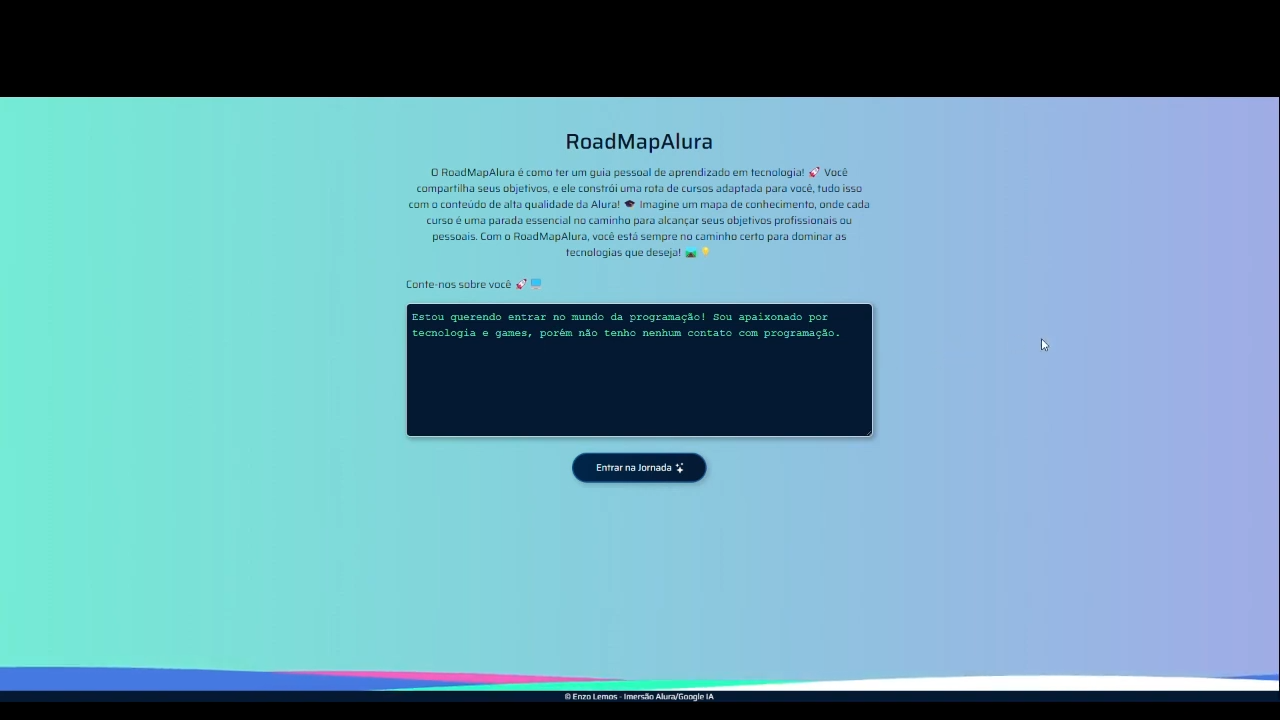 RoadMapAlura
O RoadMapAlura é como ter um guia pessoal de aprendizado em tecnologia! 🚀 Você
compartilha seus objetivos, e ele constrói uma rota de cursos adaptada para você, tudo isso
com o conteúdo de alta qualidade da Alura! 🎓 Imagine um mapa de conhecimento, onde cada
curso é uma parada essencial no caminho para alcançar seus objetivos profissionais ou
pessoais. Com o RoadMapAlura, você está sempre no caminho certo para dominar as
tecnologias que deseja! 🗺️ 💡
Conte-nos sobre você 🚀 🖥️
Estou querendo entrar no mundo da programação! Sou apaixonado por
tecnologia e games, porém não tenho nenhum contato com programação.
Entrar na Jornada ✨
© Enzo Lemos - Imersão Alura/Google IA